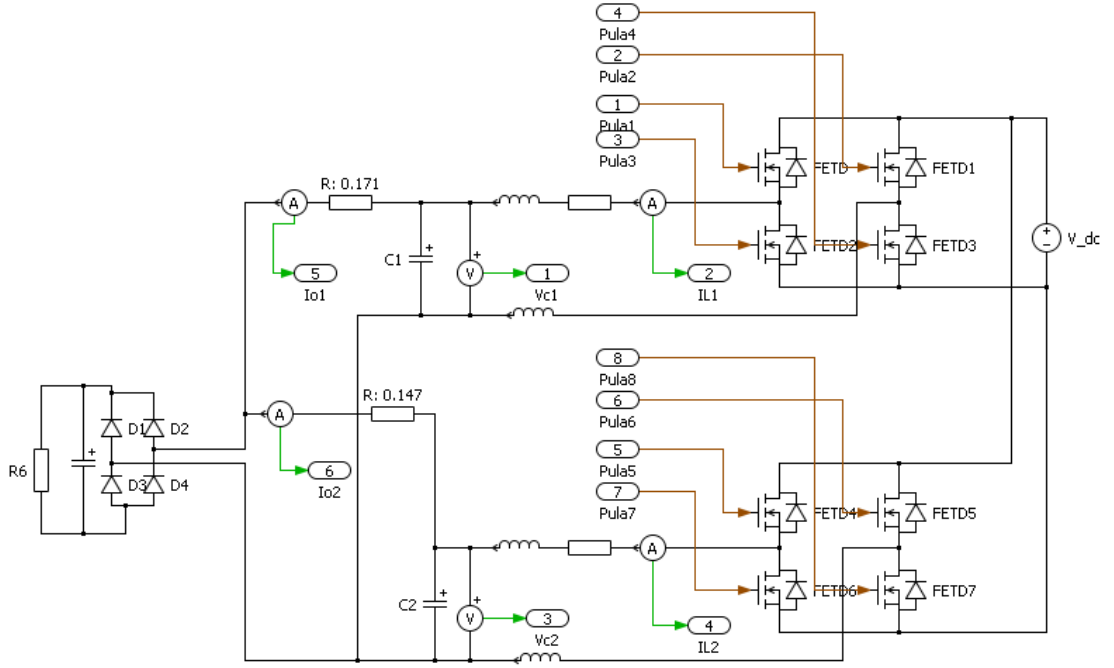 4
Pula4
2
Pula2
1
Pula1
3
Pula3
FETD
FETD1
R: 0.171
A
A
FETD2
FETD3
V_dc
C1
V
5
Io1
1
Vc1
2
IL1
8
Pula8
R: 0.147
6
Pula6
A
D1
D2
5
Pula5
R6
6
Io2
D3
D4
7
Pula7
FETD4
FETD5
A
C2
V
3
Vc2
4
IL2
FETD6
FETD7